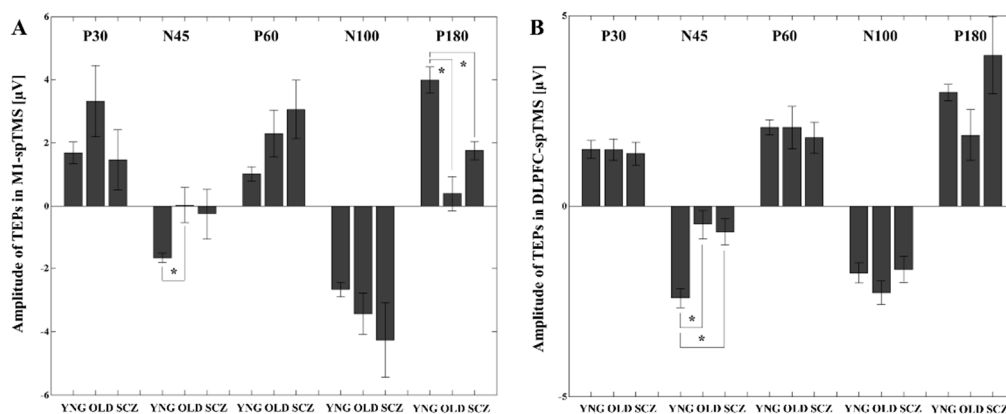 A
P30 N45 P60 N100 P180
Amplitude of TEPs in M1-spTMS [µV]
6
4
2
0
-2
-4
-6
* *
*
YNG OLD SCZ YNG OLD SCZ YNG OLD SCZ YNG OLD SCZ YNG OLD SCZ
B
P30 N45 P60 N100 P180
Amplitude of TEPs in DLPFC-spTMS [µV]
5
0
-5
*
*
YNG OLD SCZ YNG OLD SCZ YNG OLD SCZ YNG OLD SCZ YNG OLD SCZ